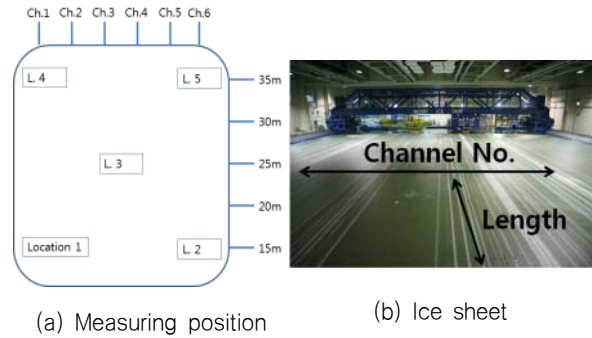 Ch.1 Ch.2 Ch.3 Ch.4 Ch.5 Ch.6
L. 4
L. 5
35m
30m
L. 3
25m
20m
Location 1
L. 2
15m
Channel No.
Length
(a) Measuring position
(b) Ice sheet